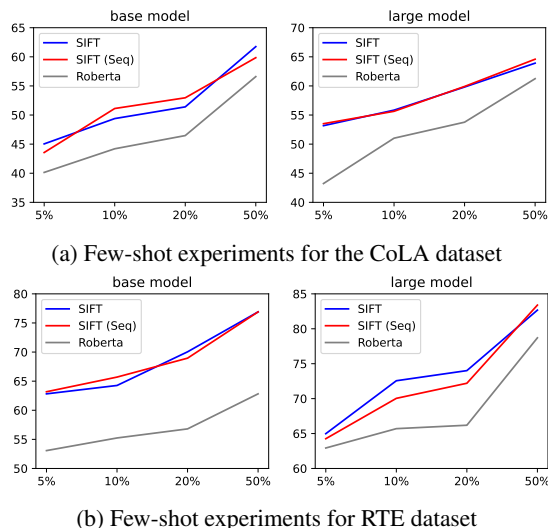 base model
65
60
55
50
45
40
35
SIFT
SIFT (Seq)
Roberta
5% 10% 20% 50%
large model
70
65
60
55
50
45
40
SIFT
SIFT (Seq)
Roberta
5% 10% 20% 50%
(a) Few-shot experiments for the CoLA dataset
base model
80
75
70
65
60
55
50
SIFT
SIFT (Seq)
Roberta
5% 10% 20% 50%
large model
85
80
75
70
65
60
SIFT
SIFT (Seq)
Roberta
5% 10% 20% 50%
(b) Few-shot experiments for RTE dataset